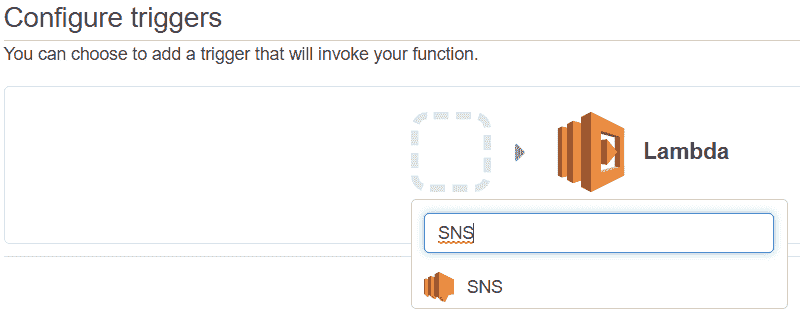 Configure triggers
You can choose to add a trigger that will invoke your function.
Lambda
SNS
SNS